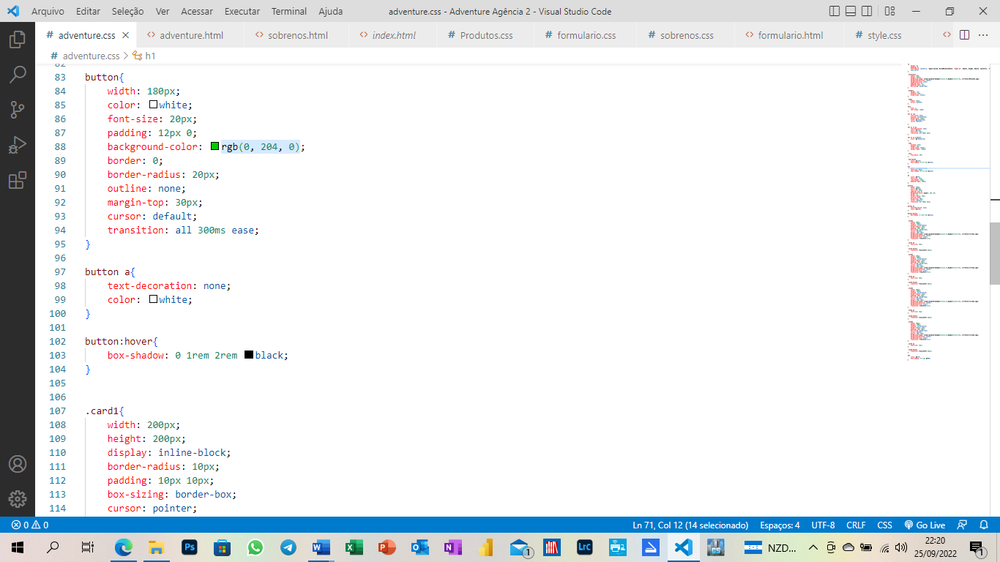 Arquivo Editar Seleção Ver Acessar Executar Terminal Ajuda adventure.css - Adventure Agência 2 - Visual Studio Code
# adventure.css <> adventure.html <> sobrenos.html <> index.html # Produtos.css # formulario.css # sobrenos.css <> formulario.html # style.css <> ...
# adventure.css > h1
82
83 button{
84 width: 180px;
85 color: white;
86 font-size: 20px;
87 padding: 12px 0;
88 background-color: rgb(0, 204, 0);
89 border: 0;
90 border-radius: 20px;
91 outline: none;
92 margin-top: 30px;
93 cursor: default;
94 transition: all 300ms ease;
95 }
96
97 button a{
98 text-decoration: none;
99 color: white;
100 }
101
102 button:hover{
103 box-shadow: 0 1rem 2rem black;
104 }
105
106
107 .card1{
108 width: 200px;
109 height: 200px;
110 display: inline-block;
111 border-radius: 10px;
112 padding: 10px 10px;
113 box-sizing: border-box;
114 cursor: pointer;
0 0 Ln 71, Col 12 (14 selecionado) Espaços: 4 UTF-8 CRLF CSS Go Live
Ps W X P O N 1 Lrc CS NZD... 22:20
25/09/2022 1